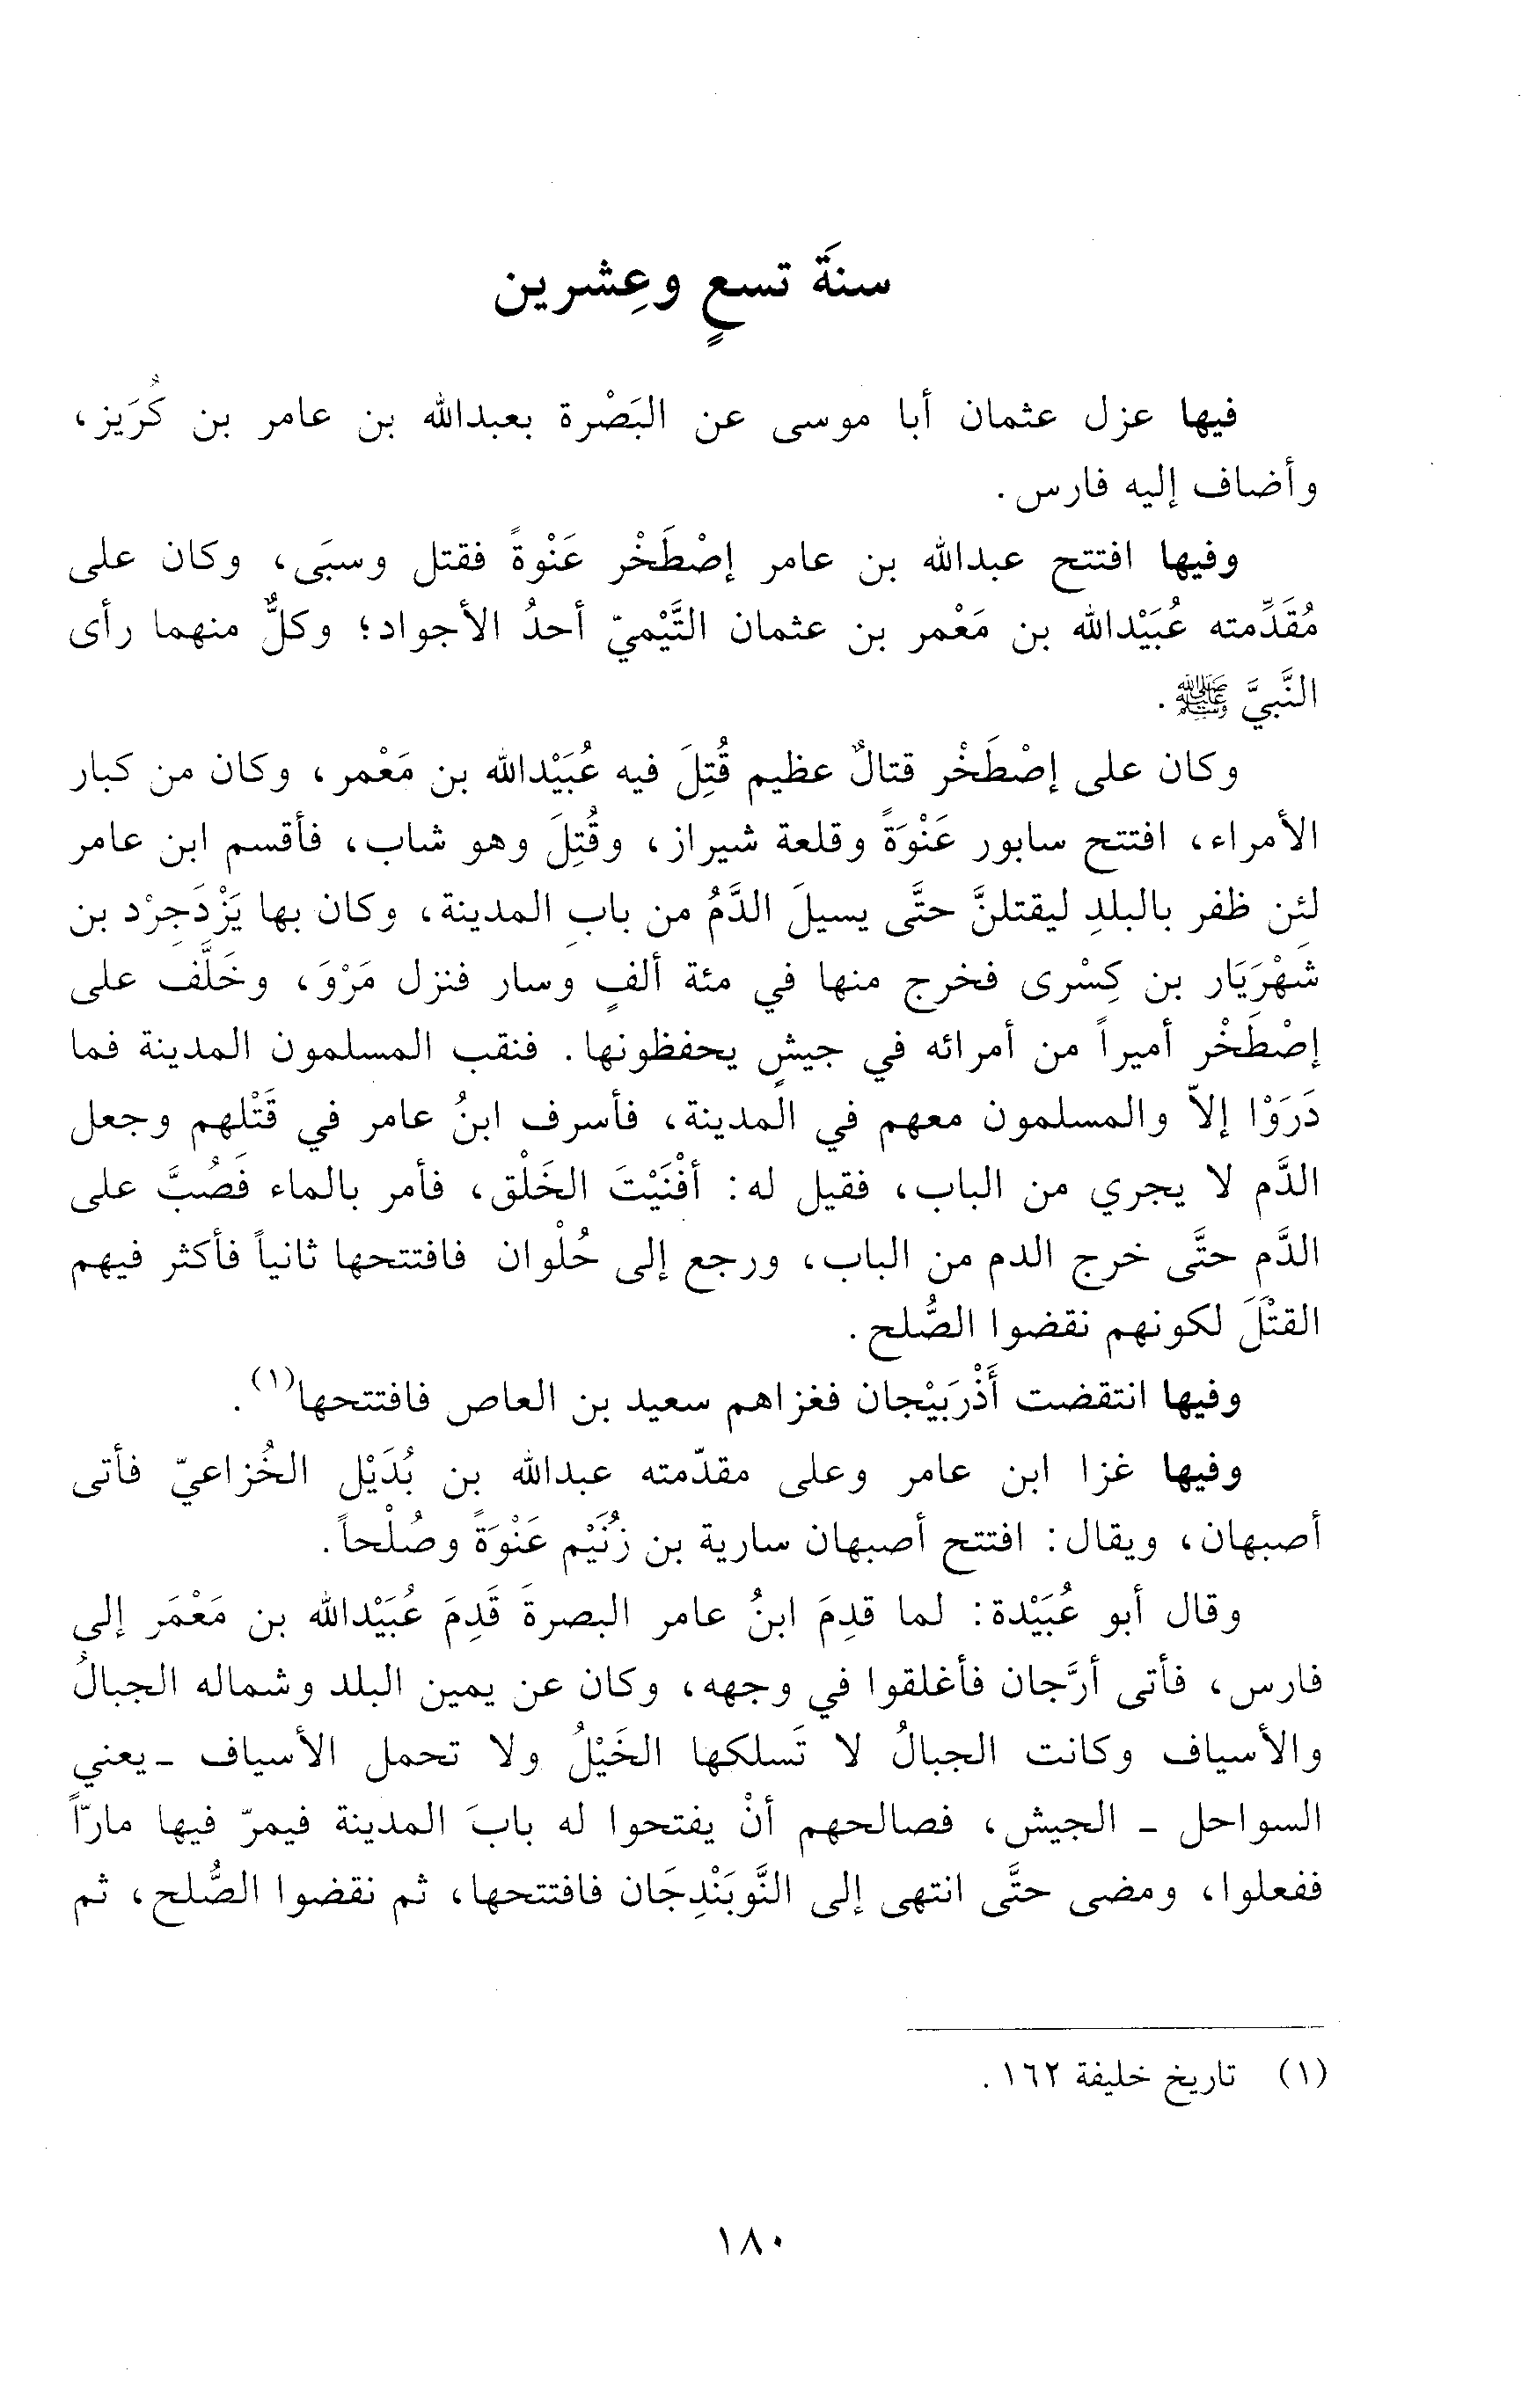 سنةَ تسعٍ وعِشرين
فيها عزل عثمان أبا موسى عن البَصْرة بعبدالله بن عامر بن كُرَيز،
وأضاف إليه فارس.
وفيها افتتح عبدالله بن عامر إصْطَخْر عَنْوةً فقتل وسبَى، وكان على
مُقَدِّمته عُبَيْدالله بن مَعْمر بن عثمان التَّيْميّ أحدُ الأجواد؛ وكلٌّ منهما رأى
النَّبيَّ ﷺ.
وكان على إصْطَخْر قتالٌ عظيم قُتِلَ فيه عُبَيْدالله بن مَعْمر، وكان من كبار
الأمراء، افتتح سابور عَنْوَةً وقلعة شيراز، وقُتِلَ وهو شاب، فأقسم ابن عامر
لئن ظفر بالبلدِ ليقتلنَّ حتَّى يسيلَ الدَّمُ من بابِ المدينة، وكان بها يَزْدَجِرْد بن
شَهْرَيَار بن كِسْرى فخرج منها في مئة ألفٍ وسار فنزل مَرْوَ، وخَلَّف على
إصْطَخْر أميراً من أمرائه في جيشٍ يحفظونها. فنقب المسلمون المدينة فما
دَرَوْا إلاّ والمسلمون معهم في المدينة، فأسرف ابنُ عامر في قَتْلهم وجعل
الدَّم لا يجري من الباب، فقيل له: أفْنَيْتَ الخَلْق، فأمر بالماء فَصُبَّ على
الدَّم حتَّى خرج الدم من الباب، ورجع إلى حُلْوان فافتتحها ثانياً فأكثر فيهم
القتْلَ لكونهم نقضوا الصُّلح.
وفيها انتقضت أَذْرَبَيْجان فغزاهم سعيد بن العاص فافتتحها(١).
وفيها غزا ابن عامر وعلى مقدّمته عبدالله بن بُدَيْل الخُزاعيّ فأتى
أصبهان، ويقال: افتتح أصبهان سارية بن زُنَيْم عَنْوَةً وصُلْحاً.
وقال أبو عُبَيْدة: لما قدِمَ ابنُ عامر البصرةَ قَدِمَ عُبَيْدالله بن مَعْمَر إلى
فارس، فأتى أرَّجان فأغلقوا في وجهه، وكان عن يمين البلد وشماله الجبالُ
والأسياف وكانت الجبالُ لا تَسلكها الخَيْلُ ولا تحمل الأسياف -يعني
السواحل - الجيش، فصالحهم أنْ يفتحوا له بابَ المدينة فيمرّ فيها مارّاً
ففعلوا، ومضى حتَّى انتهى إلى النَّوبَنْدِجَان فافتتحها، ثم نقضوا الصُّلح، ثم
(١) تاريخ خليفة ١٦٢.
١٨٠